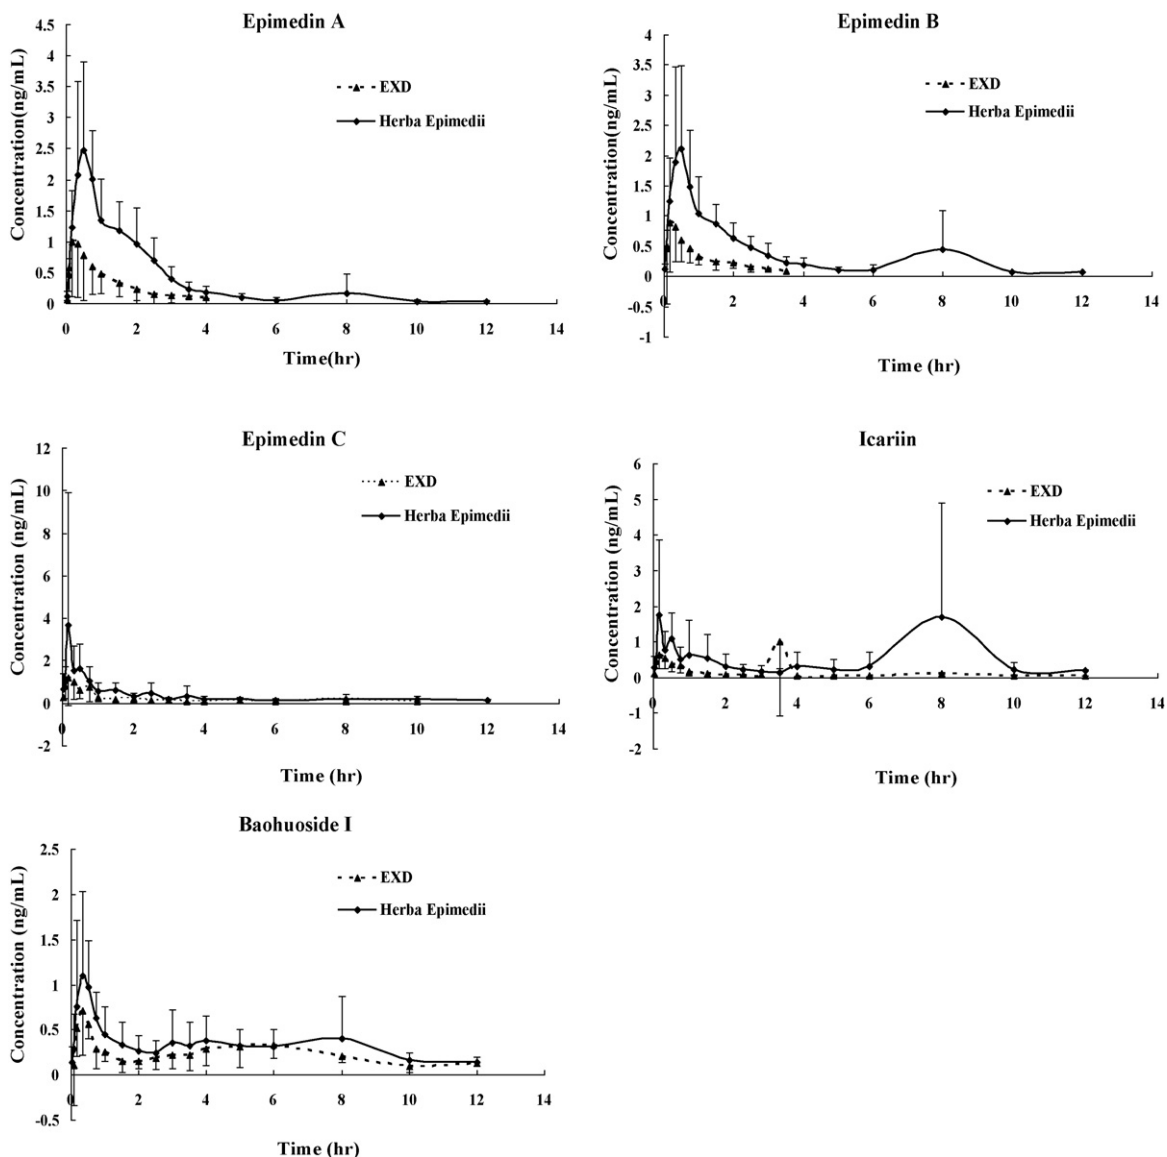 Epimedin A
4.5
4
3.5
3
2.5
2
1.5
1
0.5
0
Concentration(ng/mL)
EXD
Herba Epimedii
0 2 4 6 8 10 12 14
Time(hr)
Epimedin B
4
3.5
3
2.5
2
1.5
1
0.5
0
-0.5
-1
Concentration(ng/mL)
EXD
Herba Epimedii
0 2 4 6 8 10 12 14
Time (hr)
Epimedin C
12
10
8
6
4
2
0
-2
Concentration (ng/mL)
EXD
Herba Epimedii
0 2 4 6 8 10 12 14
Time (hr)
Icariin
6
5
4
3
2
1
0
-1
-2
Concentration (ng/mL)
EXD
Herba Epimedii
0 2 4 6 8 10 12 14
Time (hr)
Baohuoside I
2.5
2
1.5
1
0.5
0
-0.5
Concentration (ng/mL)
EXD
Herba Epimedii
0 2 4 6 8 10 12 14
Time (hr)